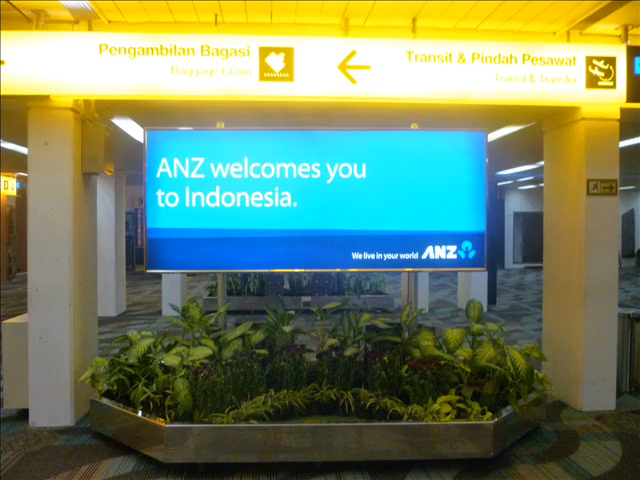 Pengambilan Bagasi
Baggage Claim
Transit & Pindah Pesawat
Transit & Transfer
ANZ welcomes you
to Indonesia.
We live in your world ANZ